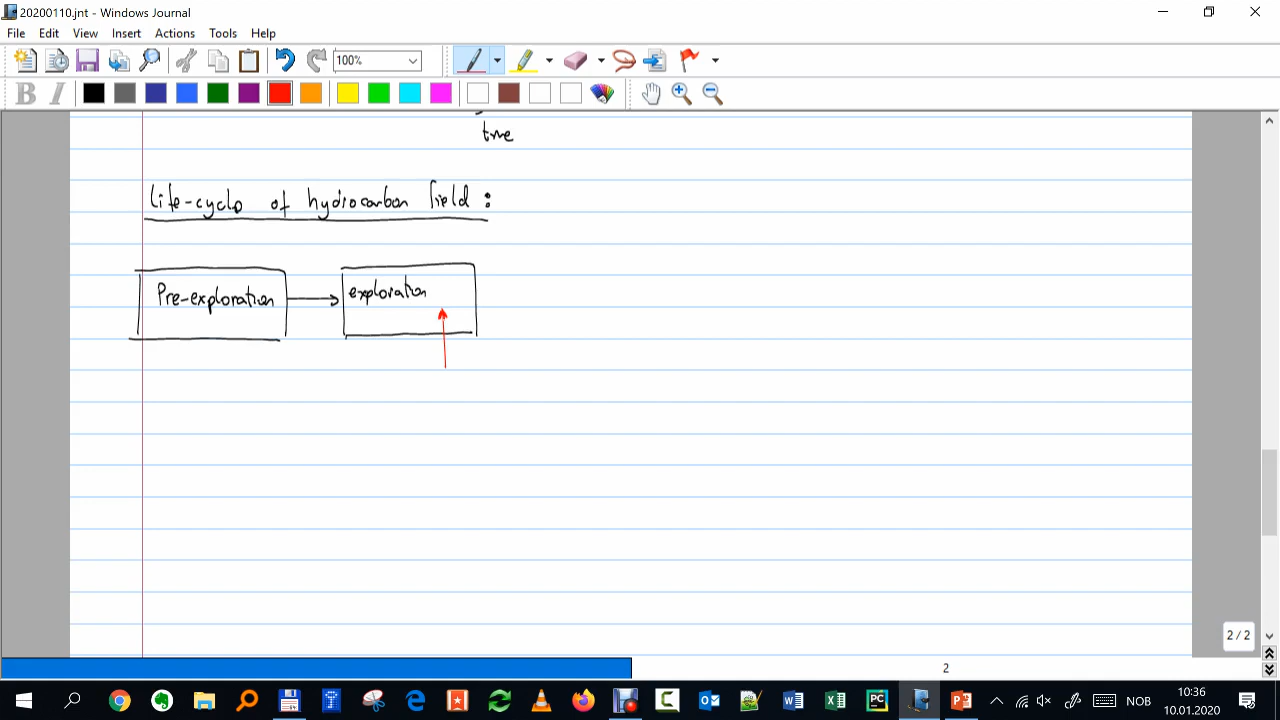 20200110.jnt - Windows Journal
File Edit View Insert Actions Tools Help
100%
B I
time
Life-cycle of hydrocarbon field :
Pre-exploration
exploration
2 / 2
2
NOB
10:36
10.01.2020